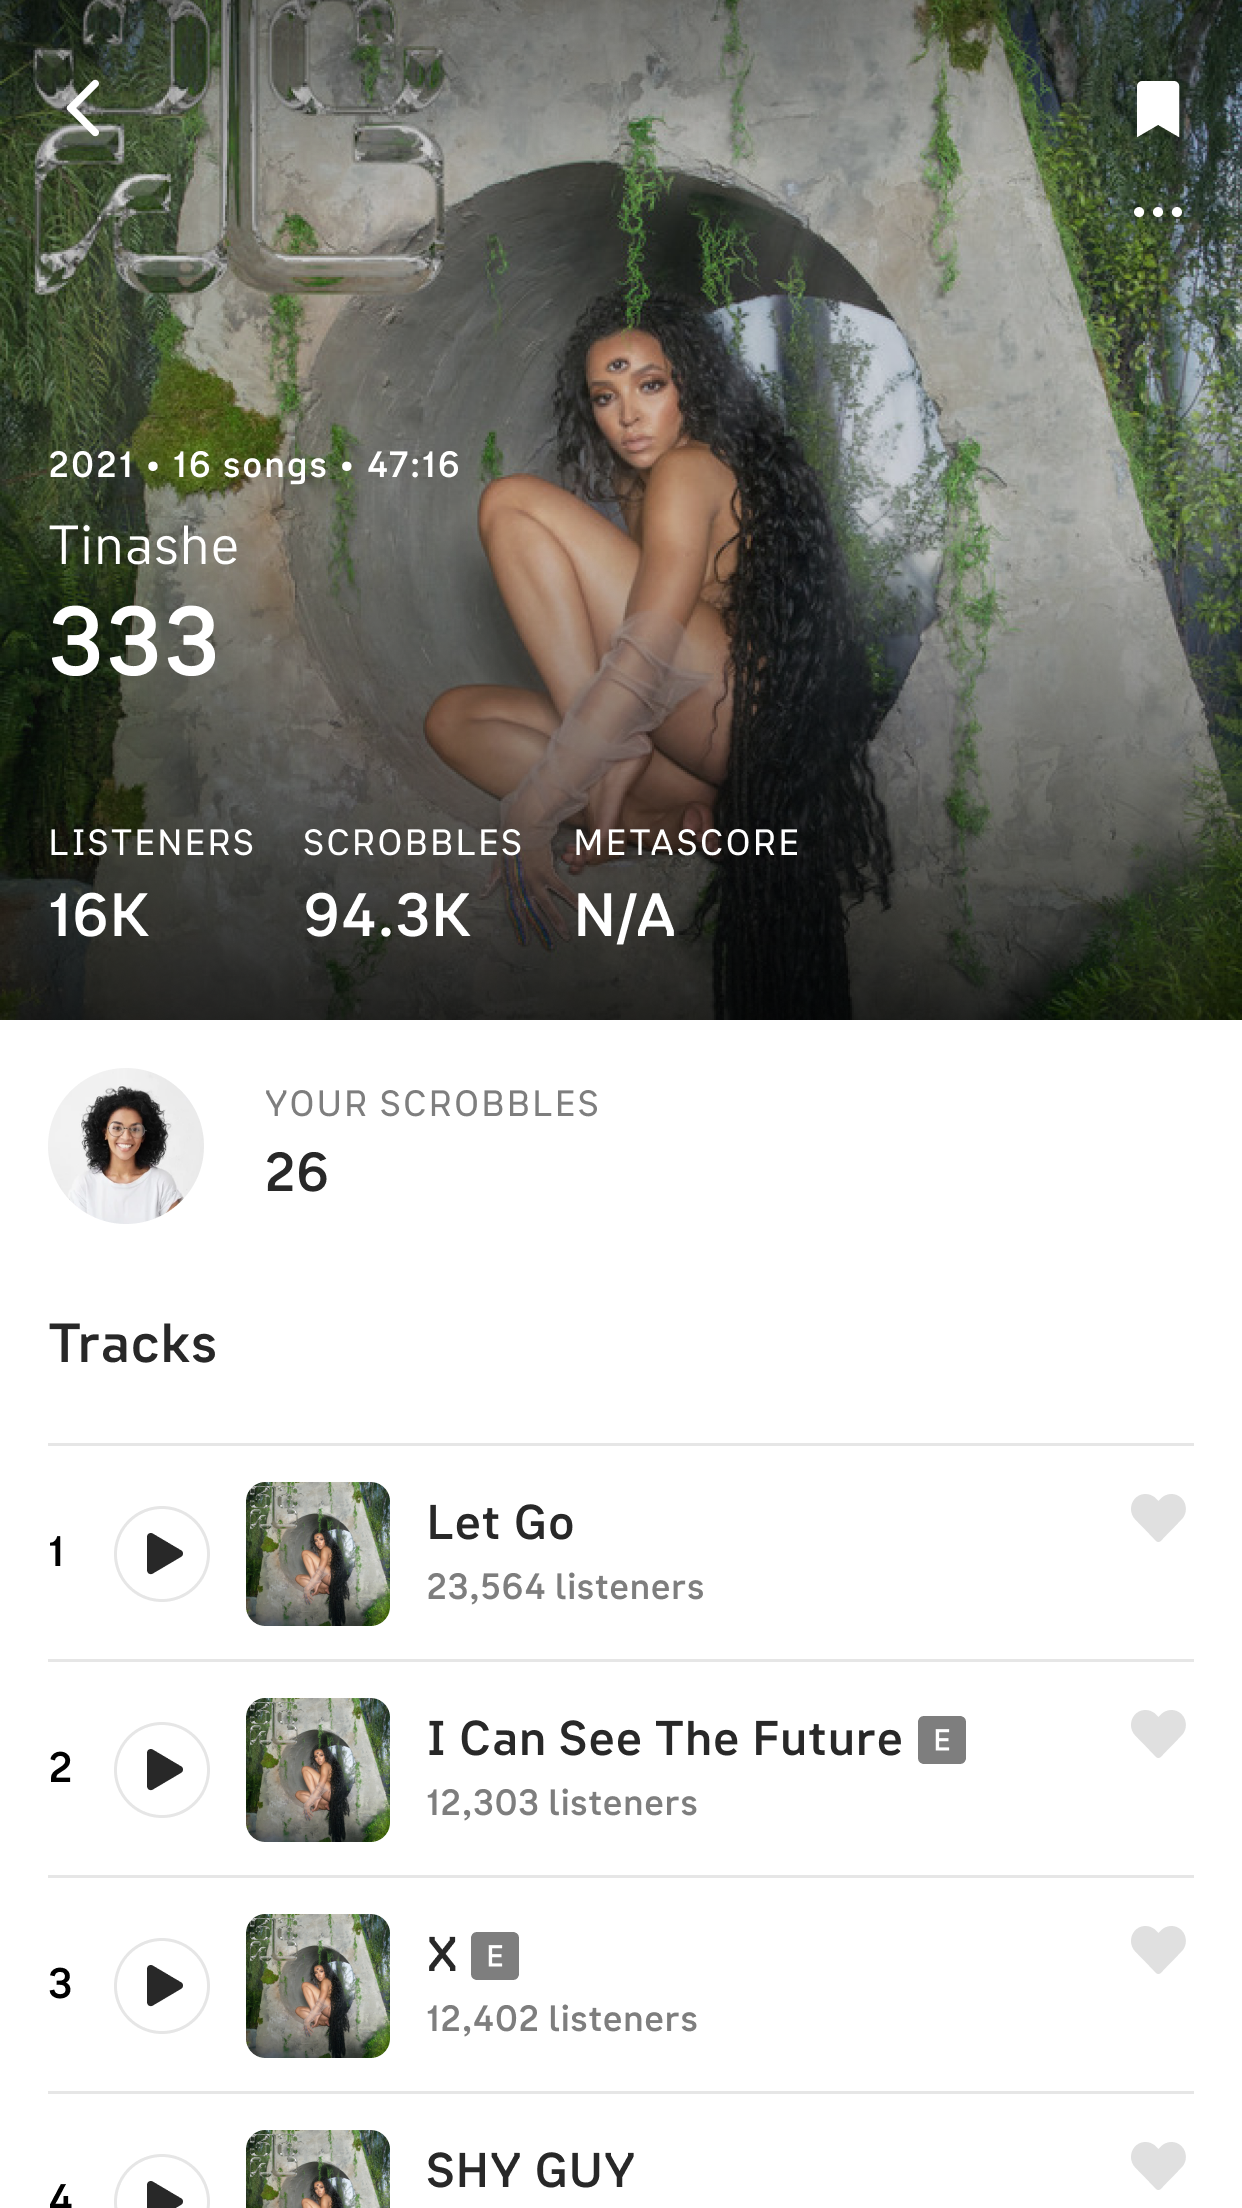 2021 • 16 songs • 47:16
Tinashe
333
LISTENERS SCROBBLES METASCORE
16K 94.3K N/A
YOUR SCROBBLES
26
Tracks
1
Let Go
23,564 listeners
2
I Can See The Future E
12,303 listeners
3
X E
12,402 listeners
4
SHY GUY